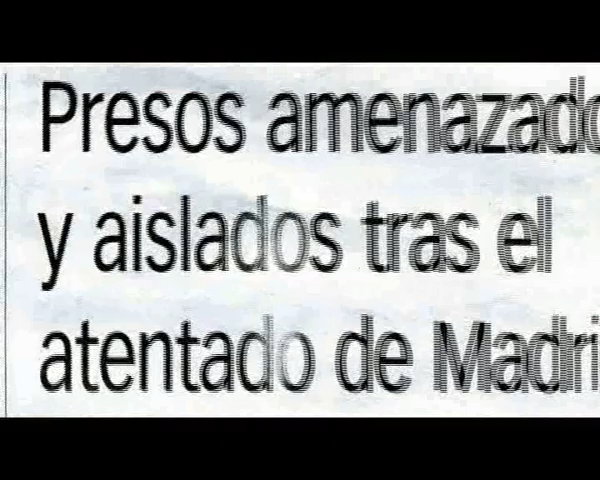 Presos amenazado
y aislados tras el
atentado de Madri